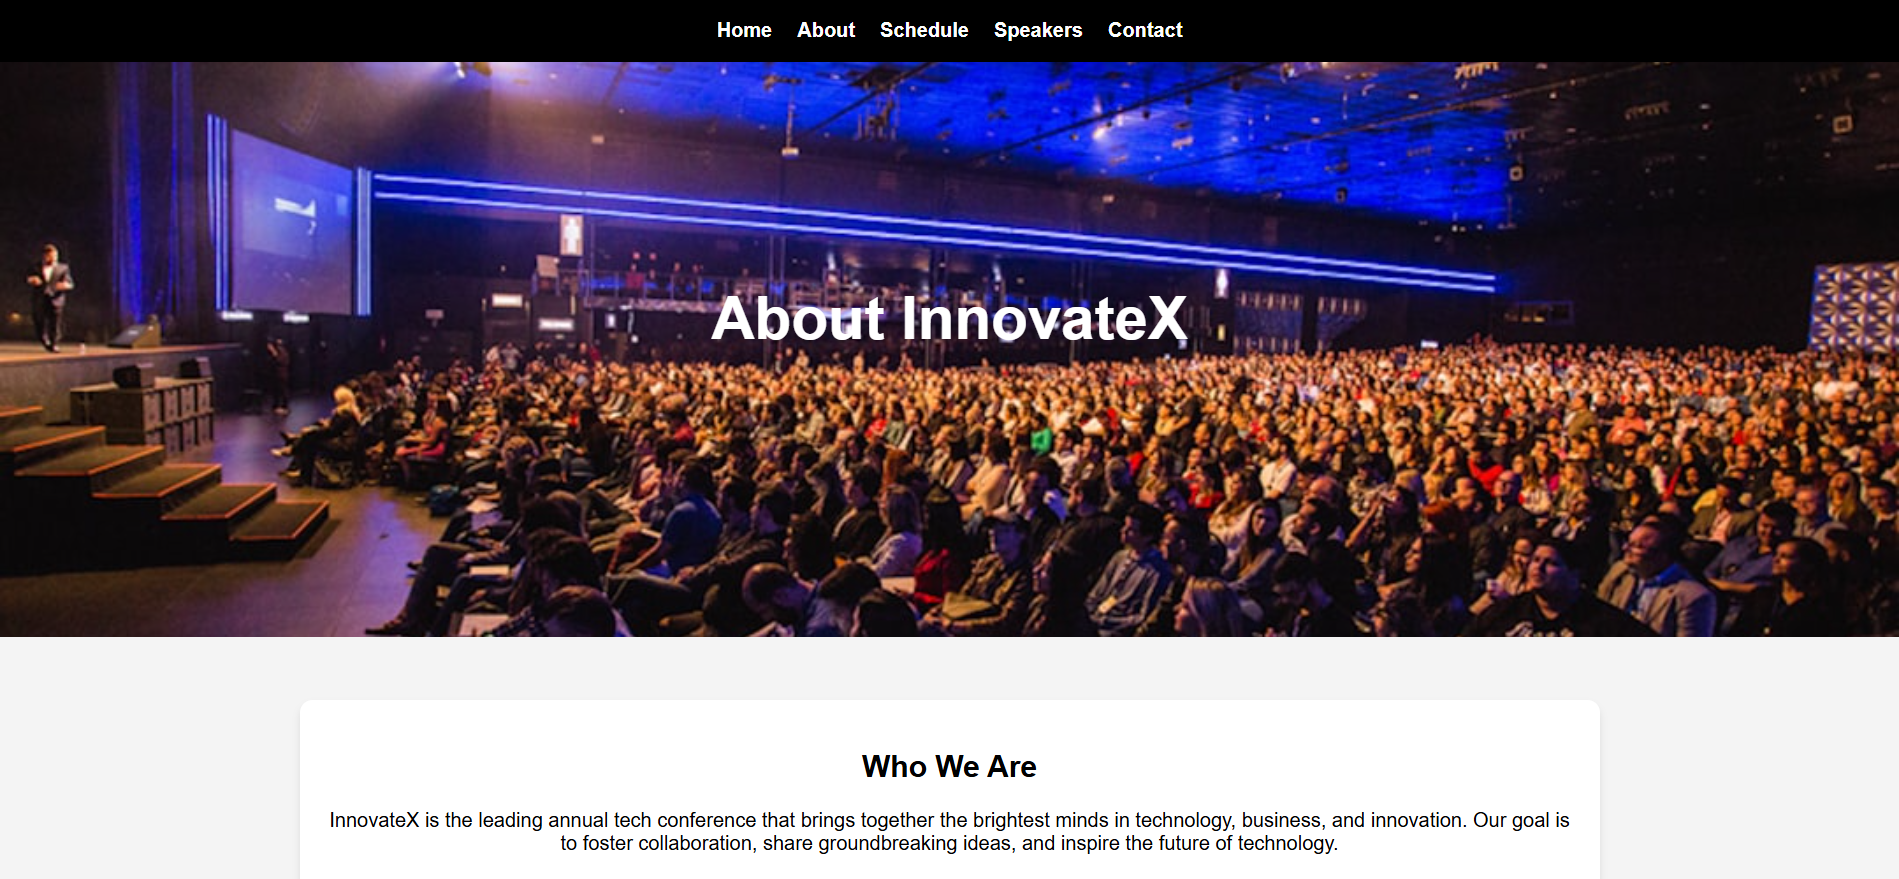 Home About Schedule Speakers Contact
About InnovateX
Who We Are
InnovateX is the leading annual tech conference that brings together the brightest minds in technology, business, and innovation. Our goal is
to foster collaboration, share groundbreaking ideas, and inspire the future of technology.